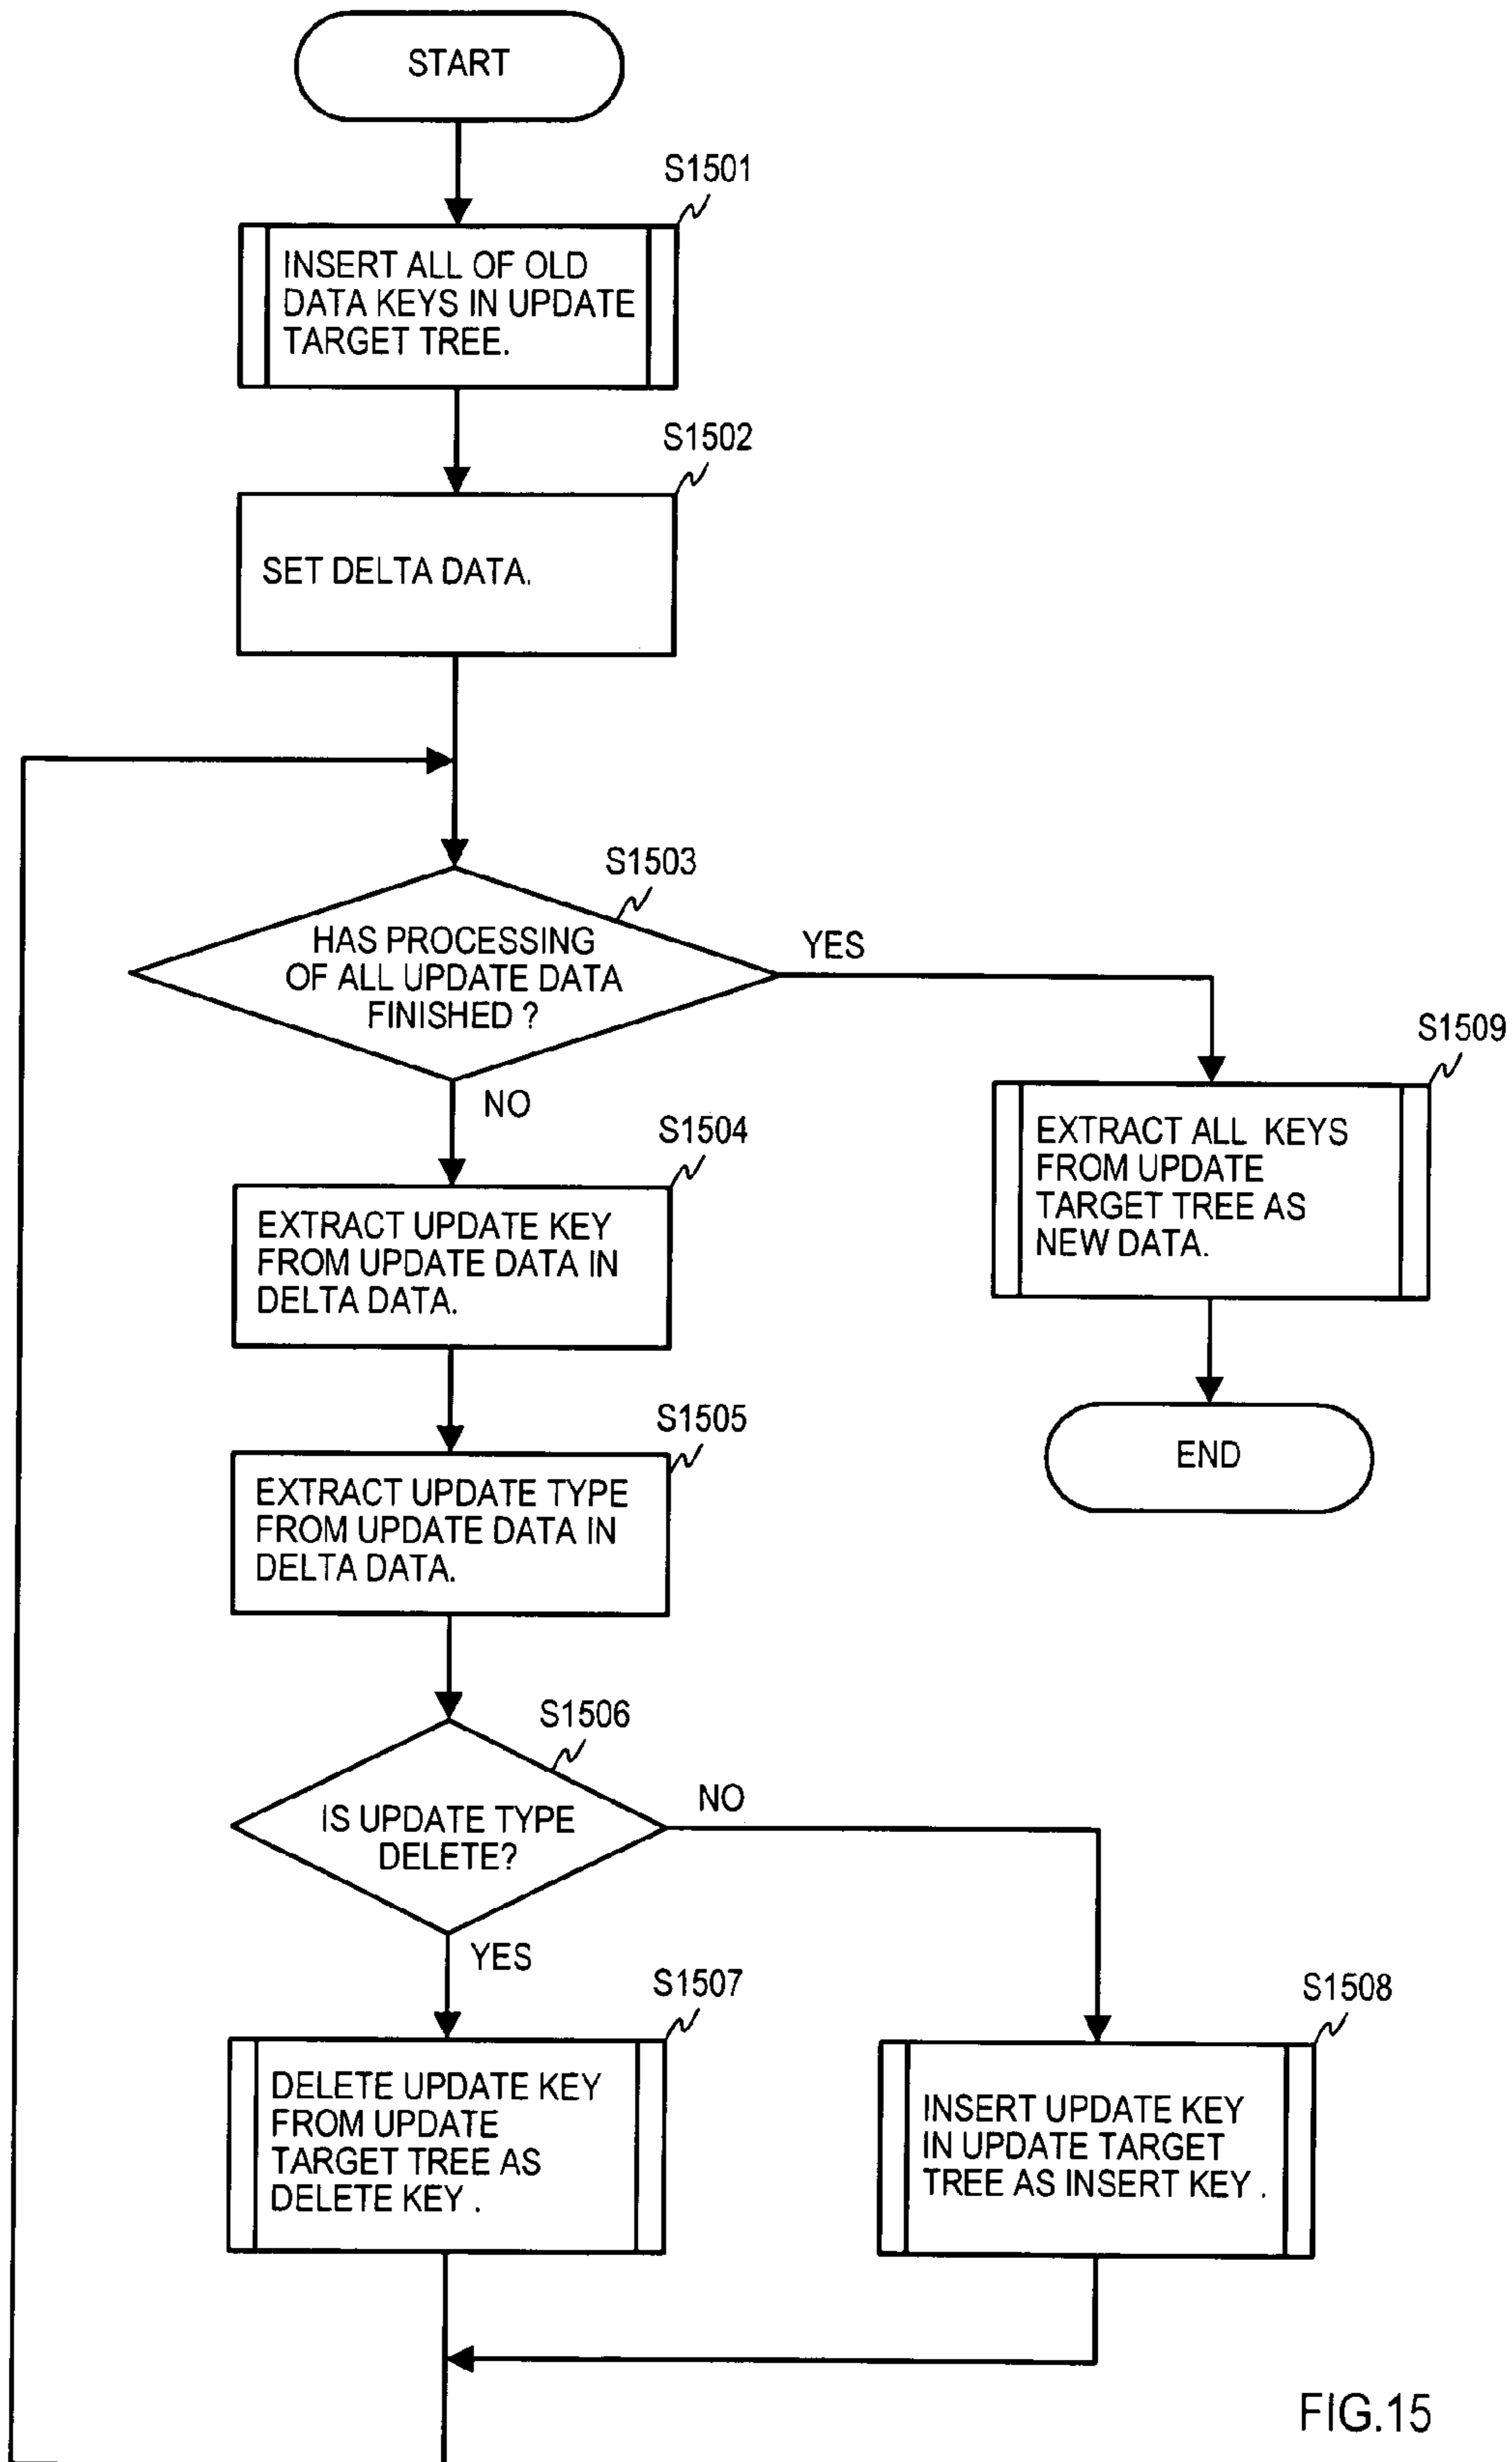 START
S1501
INSERT ALL OF OLD
DATA KEYS IN UPDATE
TARGET TREE.
S1502
SET DELTA DATA.
S1503
HAS PROCESSING
OF ALL UPDATE DATA
FINISHED ?
YES
NO
S1509
EXTRACT ALL KEYS
FROM UPDATE
TARGET TREE AS
NEW DATA.
END
S1504
EXTRACT UPDATE KEY
FROM UPDATE DATA IN
DELTA DATA.
S1505
EXTRACT UPDATE TYPE
FROM UPDATE DATA IN
DELTA DATA.
S1506
IS UPDATE TYPE
DELETE?
NO
YES
S1507
DELETE UPDATE KEY
FROM UPDATE
TARGET TREE AS
DELETE KEY .
S1508
INSERT UPDATE KEY
IN UPDATE TARGET
TREE AS INSERT KEY .
FIG.15